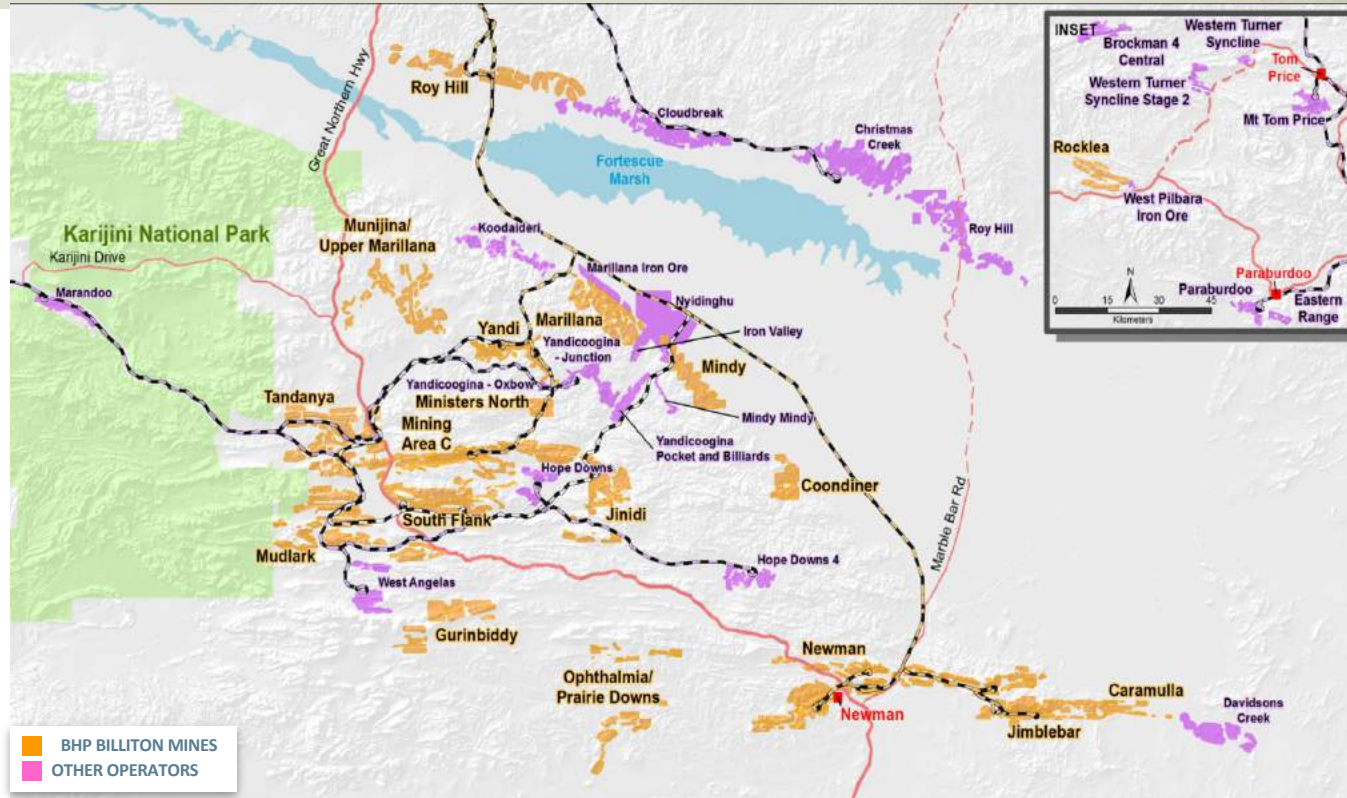 Great Northern Hwy
Roy Hill
Cloudbreak
Christmas
Creek
Fortescue
Marsh
Roy Hill
Karijini National Park
Karijini Drive
Munjina/
Upper Marillana
Koodaideri
Marillana Iron Ore
Nyidinghu
Marandoo
Yandi
Marillana
Iron Valley
Yandicoogina
- Junction
Mindy
Yandicoogina - Oxbow
Ministers North
Tandanya
Mining
Area C
Mindy Mindy
Yandicoogina
Pocket and Billiards
Hope Downs
Coondiner
South Flank
Jinidi
Marble Bar Rd
Mudlark
West Angelas
Hope Downs 4
Gurinbiddy
Ophthalmia/
Prairie Downs
Newman
Newman
Caramulla
Jimblebar
Davidsons
Creek
BHP BILLITON MINES
OTHER OPERATORS
INSET
Brockman 4
Central
Western Turner
Syncline
Tom
Price
Western Turner
Syncline Stage 2
Mt Tom Price
Rocklea
West Pilbara
Iron Ore
Paraburdoo
Paraburdoo
Eastern
Range
N
0 15 30 45
Kilometers